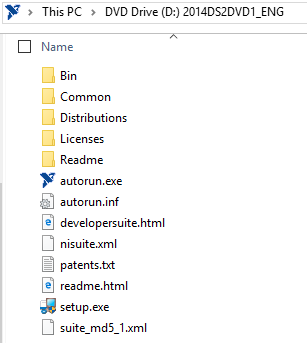 This PC > DVD Drive (D:) 2014DS2DVD1_ENG
Name
Bin
Common
Distributions
Licenses
Readme
autorun.exe
autorun.inf
developersuite.html
nisuite.xml
patents.txt
readme.html
setup.exe
suite_md5_1.xml